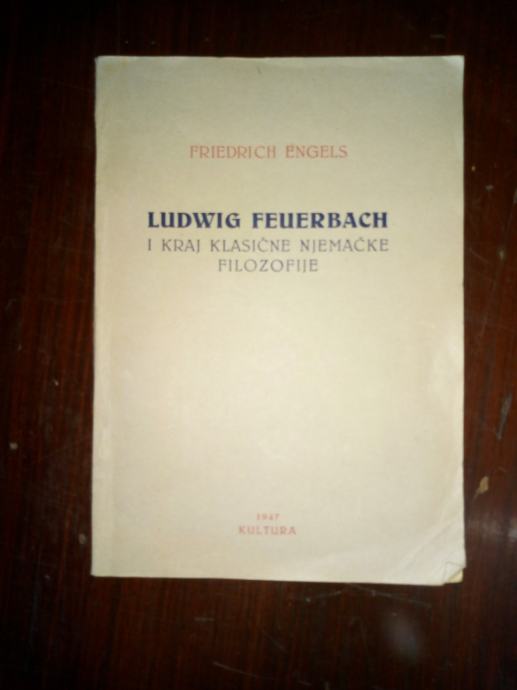 FRIEDRICH ENGELS
LUDWIG FEUERBACH
I KRAJ KLASIČNE NJEMAČKE
FILOZOFIJE
1947
KULTURA